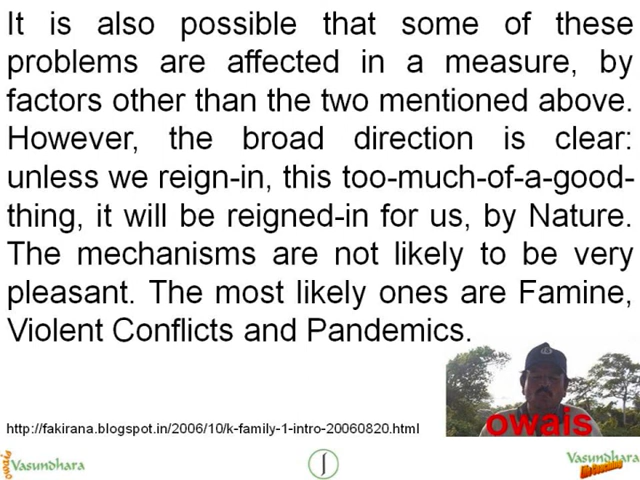 It is also possible that some of these
problems are affected in a measure, by
factors other than the two mentioned above.
However, the broad direction is clear:
unless we reign-in, this too-much-of-a-good-
thing, it will be reigned-in for us, by Nature.
The mechanisms are not likely to be very
pleasant. The most likely ones are Famine,
Violent Conflicts and Pandemics.
owais
http://fakirana.blogspot.in/2006/10/k-family-1-intro-20060820.html
owais
Vasundhara
Vasundhara